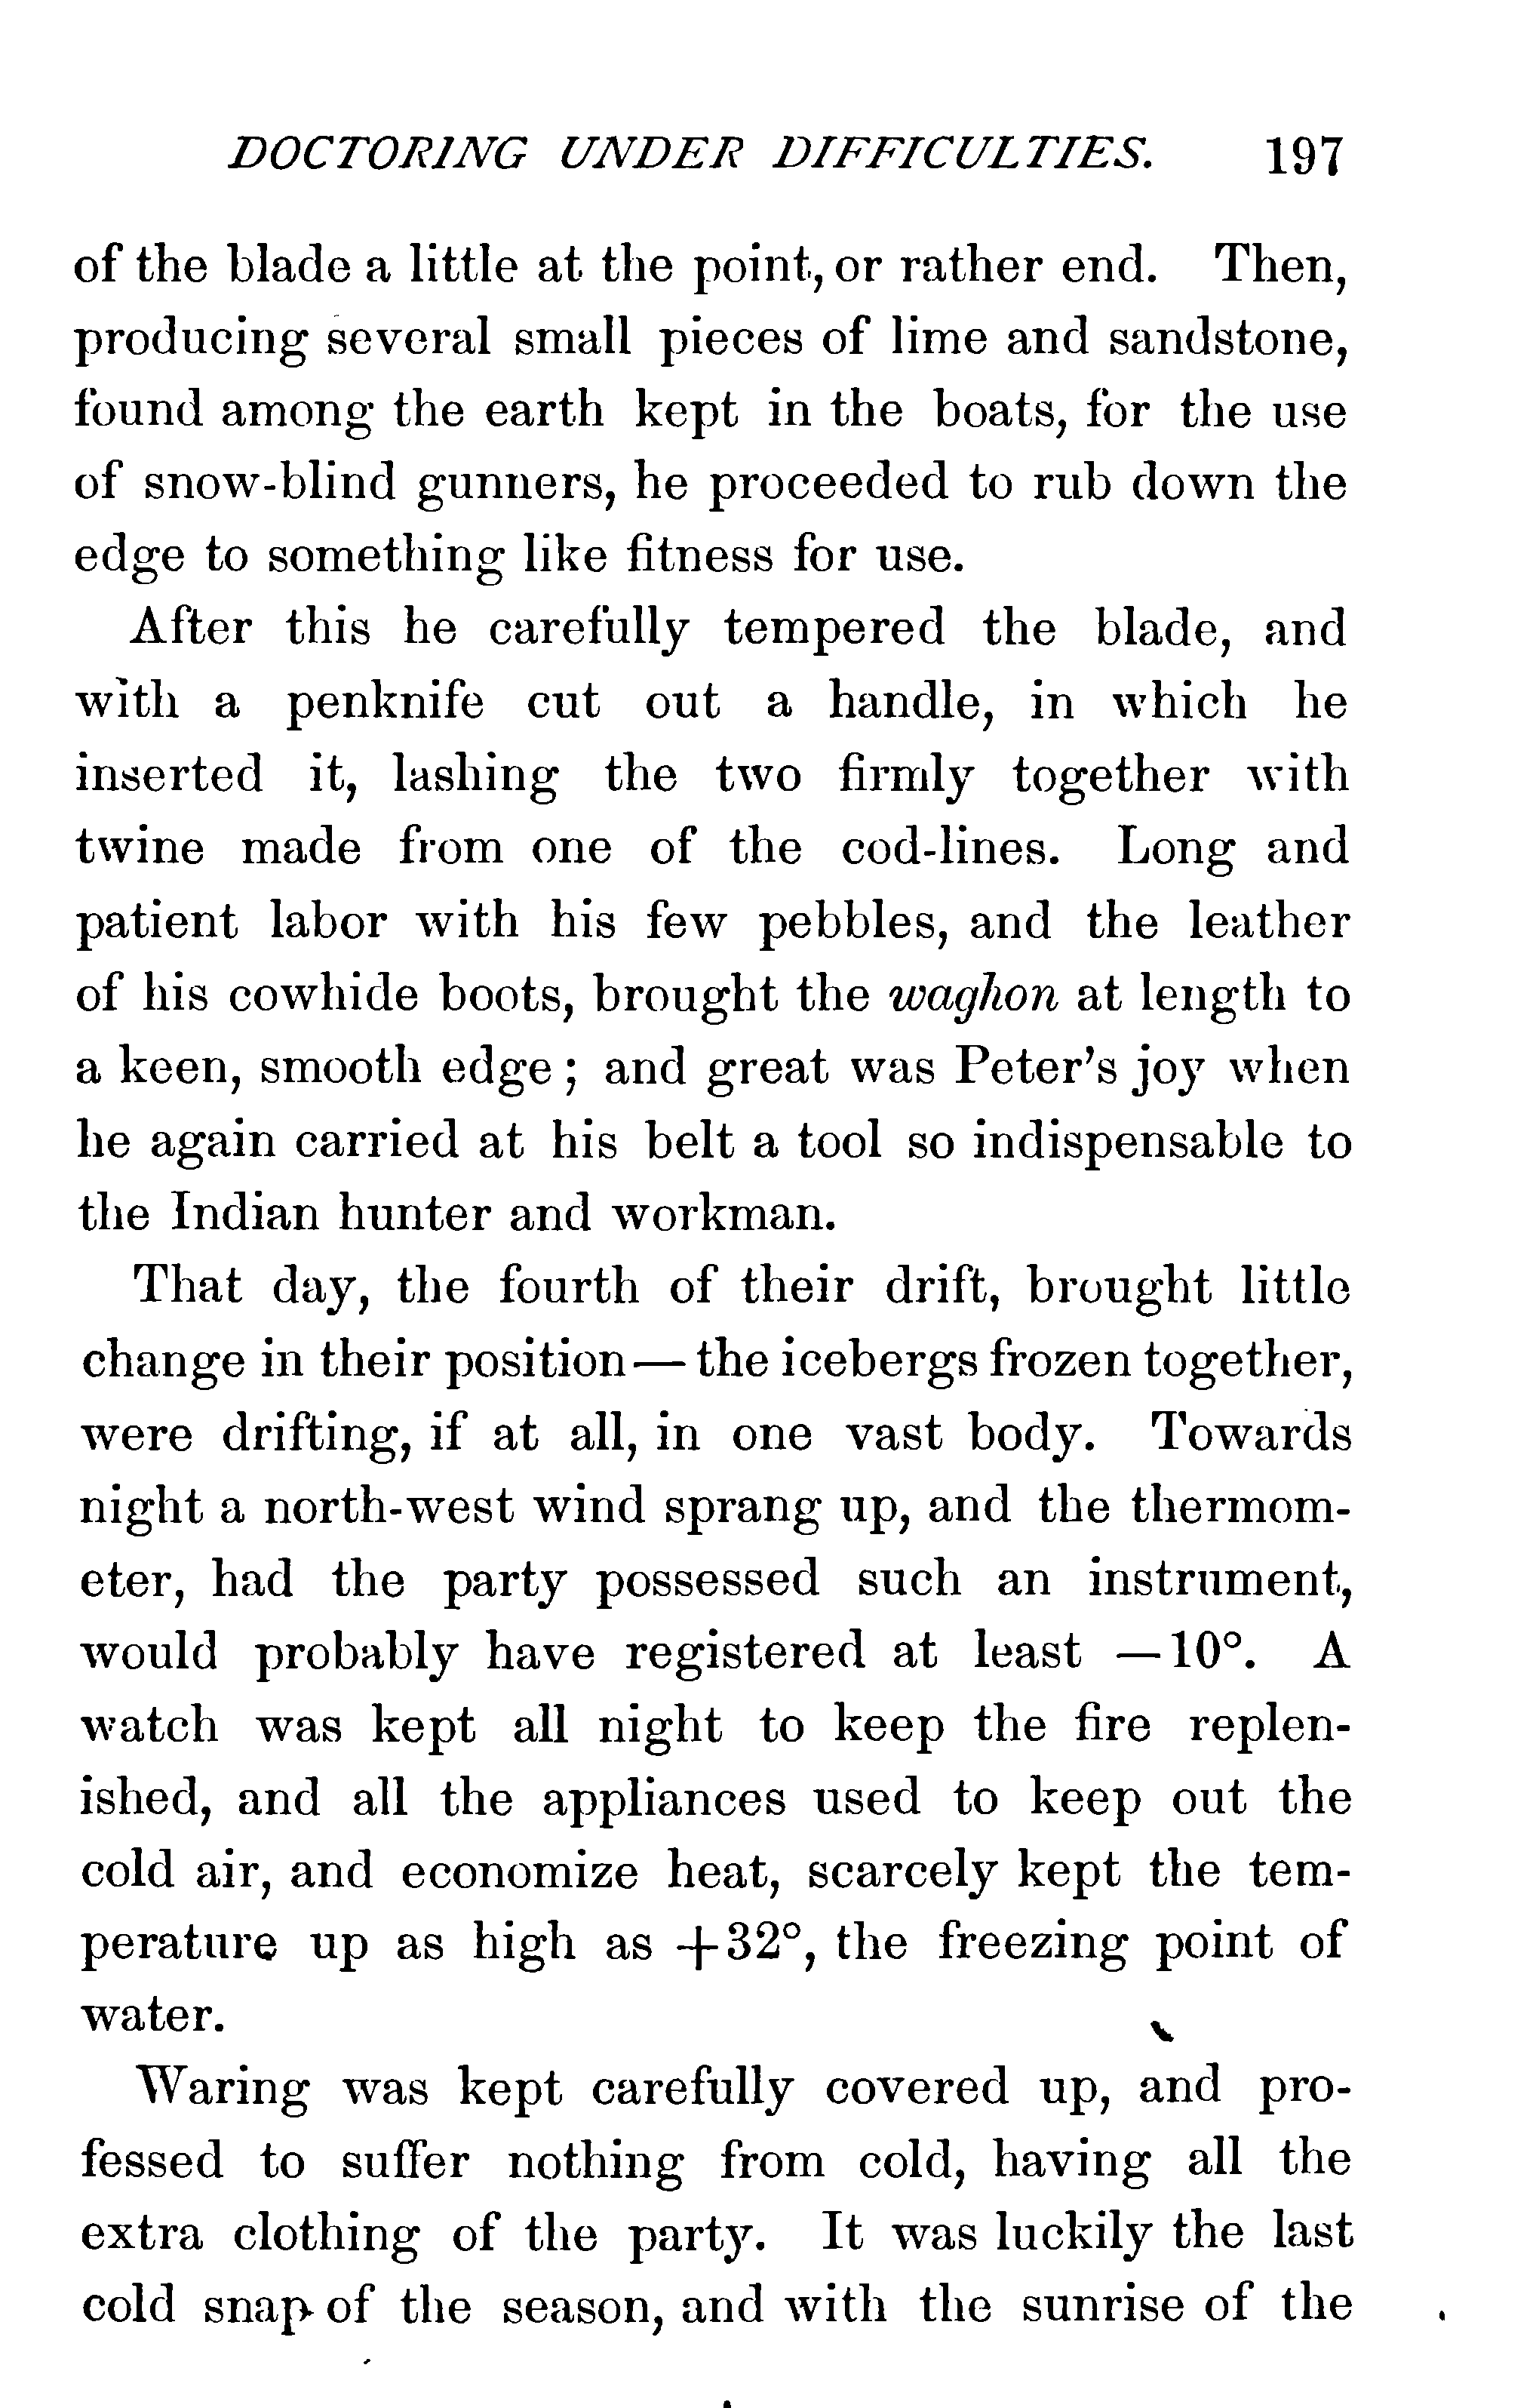 DOCTORING UNDER DIFFICULTIES. 197
of the blade a little at the point, or rather end. Then,
producing several small pieces of lime and sandstone,
found among the earth kept in the boats, for the use
of snow-blind gunners, he proceeded to rub down the
edge to something like fitness for use.
After this he carefully tempered the blade, and
with a penknife cut out a handle, in which he
inserted it, lashing the two firmly together with
twine made from one of the cod-lines. Long and
patient labor with his few pebbles, and the leather
of his cowhide boots, brought the waghon at length to
a keen, smooth edge; and great was Peter's joy when
he again carried at his belt a tool so indispensable to
the Indian hunter and workman.
That day, the fourth of their drift, brought little
change in their position—the icebergs frozen together,
were drifting, if at all, in one vast body. Towards
night a north-west wind sprang up, and the thermom-
eter, had the party possessed such an instrument,
would probably have registered at least —10°. A
watch was kept all night to keep the fire replen-
ished, and all the appliances used to keep out the
cold air, and economize heat, scarcely kept the tem-
perature up as high as +32°, the freezing point of
water.
Waring was kept carefully covered up, and pro-
fessed to suffer nothing from cold, having all the
extra clothing of the party. It was luckily the last
cold snap of the season, and with the sunrise of the